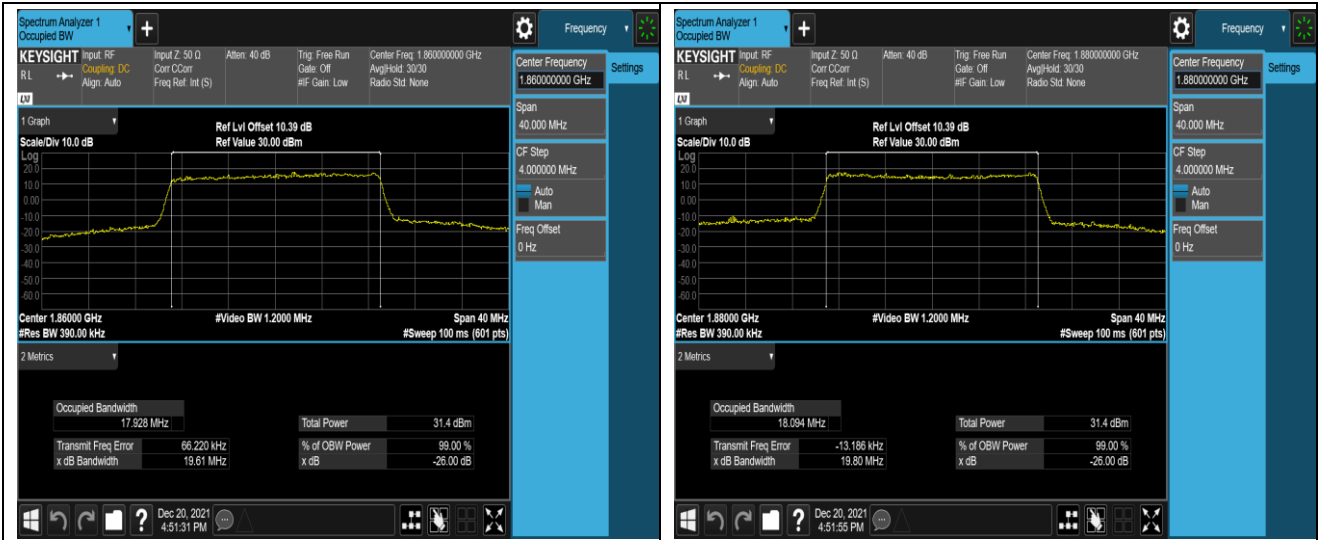 Spectrum Analyzer 1
Occupied BW
+
Frequency
KEYSIGHT Input: RF Input Z: 50 Ω Atten: 40 dB Trig: Free Run Center Freq: 1.860000000 GHz
RL Coupling: DC Corr CCorr Gate: Off Avg|Hold: 30/30
Align: Auto Freq Ref: Int (S) #IF Gain: Low Radio Std: None
LXI
Center Frequency
1.860000000 GHz
Settings
Span
40.000 MHz
CF Step
4.000000 MHz
Auto
Man
Freq Offset
0 Hz
1 Graph
Ref Lvl Offset 10.39 dB
Scale/Div 10.0 dB Ref Value 30.00 dBm
Log
20.0
10.0
0.00
-10.0
-20.0
-30.0
-40.0
-50.0
-60.0
Center 1.86000 GHz #Video BW 1.2000 MHz Span 40 MHz
#Res BW 390.00 kHz #Sweep 100 ms (601 pts)
2 Metrics
Occupied Bandwidth
17.928 MHz Total Power 31.4 dBm
Transmit Freq Error 66.220 kHz % of OBW Power 99.00 %
x dB Bandwidth 19.61 MHz x dB -26.00 dB
? Dec 20, 2021
4:51:31 PM
Spectrum Analyzer 1
Occupied BW
+
Frequency
KEYSIGHT Input: RF Input Z: 50 Ω Atten: 40 dB Trig: Free Run Center Freq: 1.880000000 GHz
RL Coupling: DC Corr CCorr Gate: Off Avg|Hold: 30/30
Align: Auto Freq Ref: Int (S) #IF Gain: Low Radio Std: None
LXI
Center Frequency
1.880000000 GHz
Settings
Span
40.000 MHz
CF Step
4.000000 MHz
Auto
Man
Freq Offset
0 Hz
1 Graph
Ref Lvl Offset 10.39 dB
Scale/Div 10.0 dB Ref Value 30.00 dBm
Log
20.0
10.0
0.00
-10.0
-20.0
-30.0
-40.0
-50.0
-60.0
Center 1.88000 GHz #Video BW 1.2000 MHz Span 40 MHz
#Res BW 390.00 kHz #Sweep 100 ms (601 pts)
2 Metrics
Occupied Bandwidth
18.094 MHz Total Power 31.4 dBm
Transmit Freq Error -13.186 kHz % of OBW Power 99.00 %
x dB Bandwidth 19.80 MHz x dB -26.00 dB
? Dec 20, 2021
4:51:55 PM